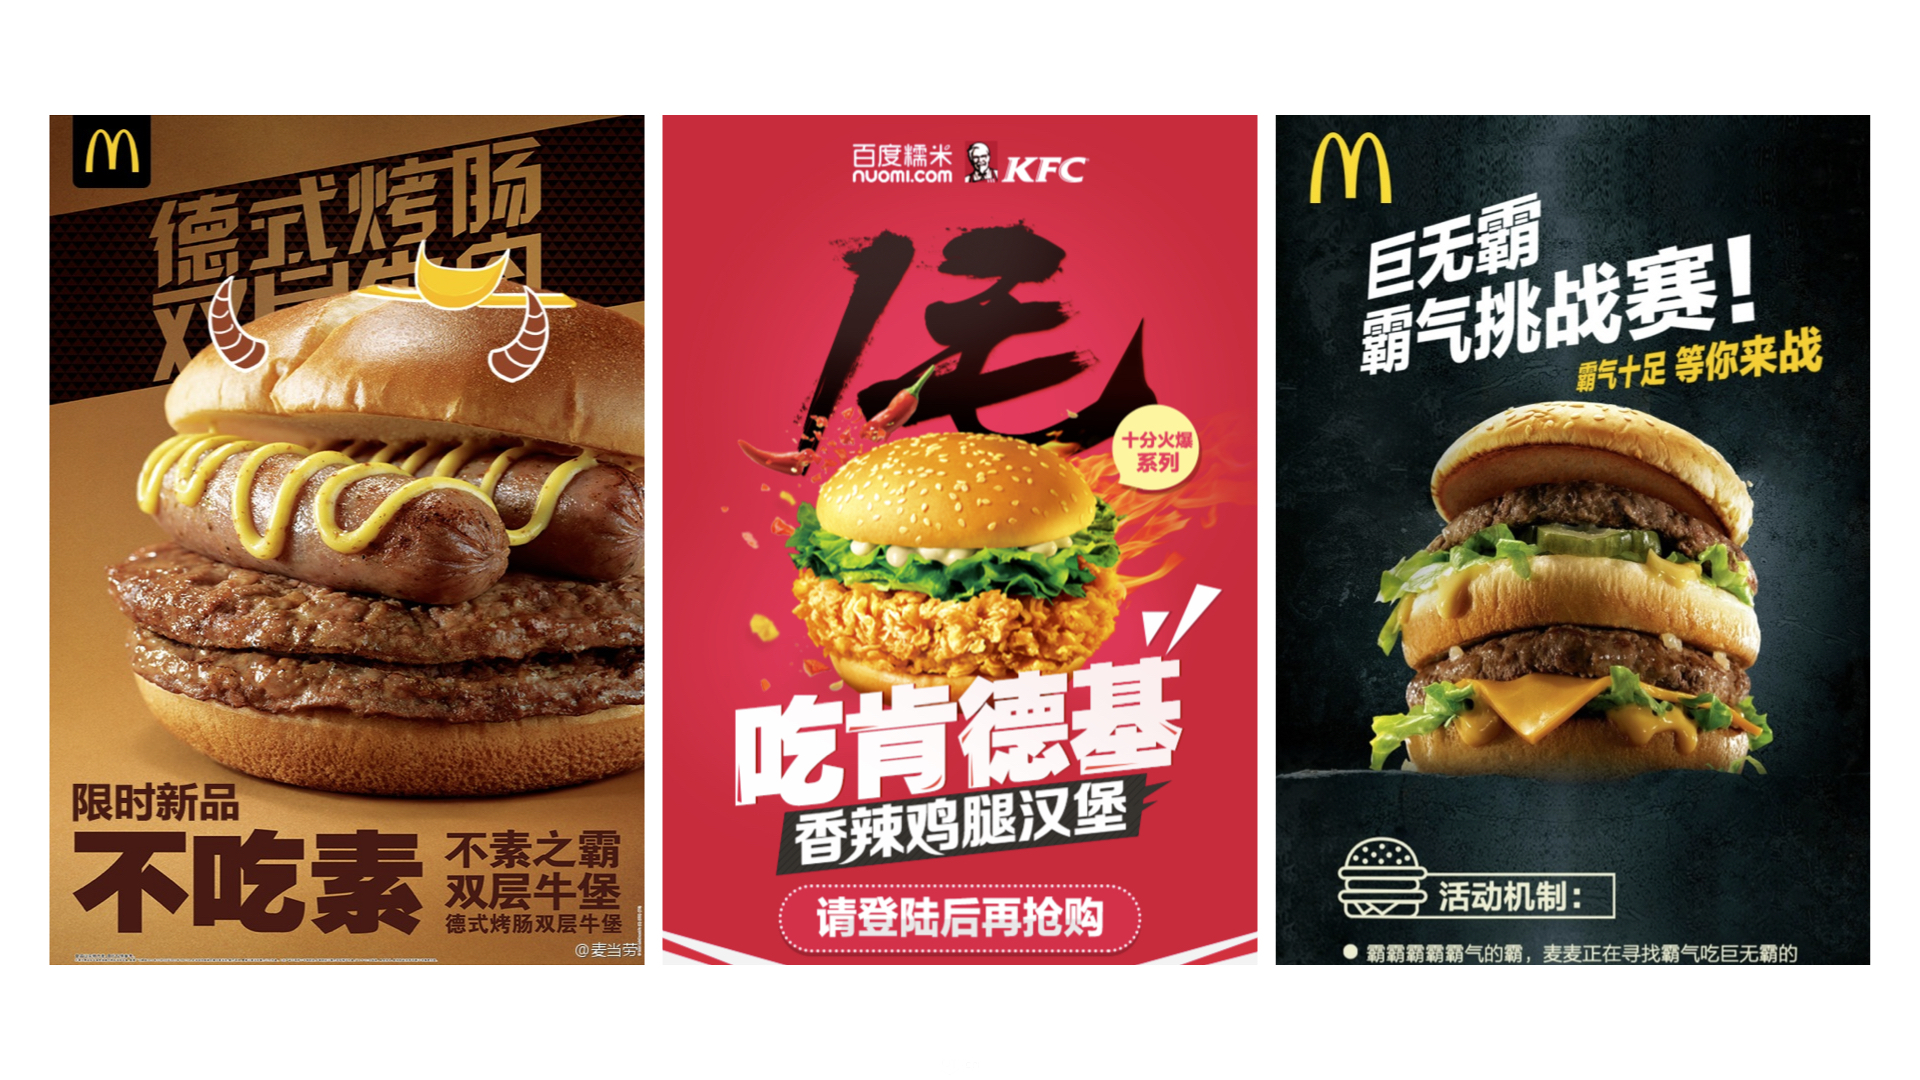 德式烤肠
双层牛肉
限时新品
不吃素
不素之霸
双层牛堡
德式烤肠双层牛堡
@麦当劳
百度糯米
nuomi.com
KFC
十分火爆
系列
吃肯德基
香辣鸡腿汉堡
请登陆后再抢购
巨无霸
霸气挑战赛!
霸气十足 等你来战
活动机制:
霸霸霸霸霸气的霸,麦麦正在寻找霸气吃巨无霸的